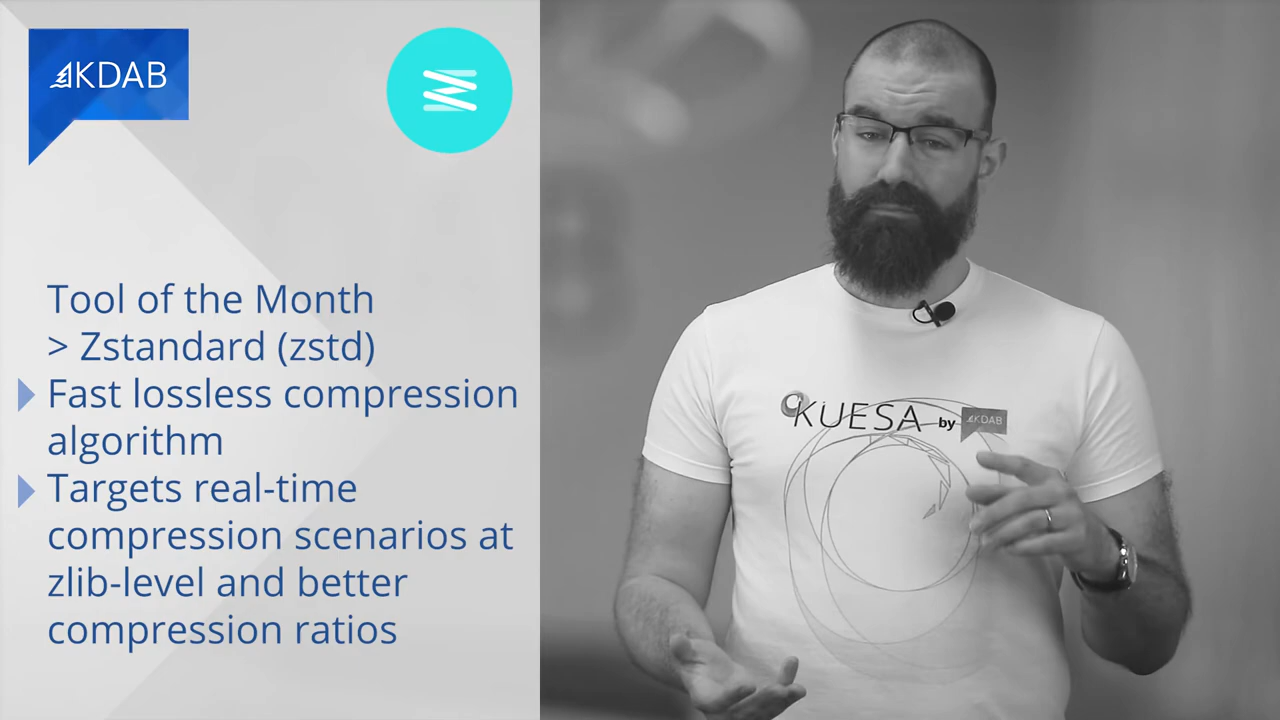 KDAB
Tool of the Month
> Zstandard (zstd)
Fast lossless compression
algorithm
Targets real-time
compression scenarios at
zlib-level and better
compression ratios
KUESA by KDAB